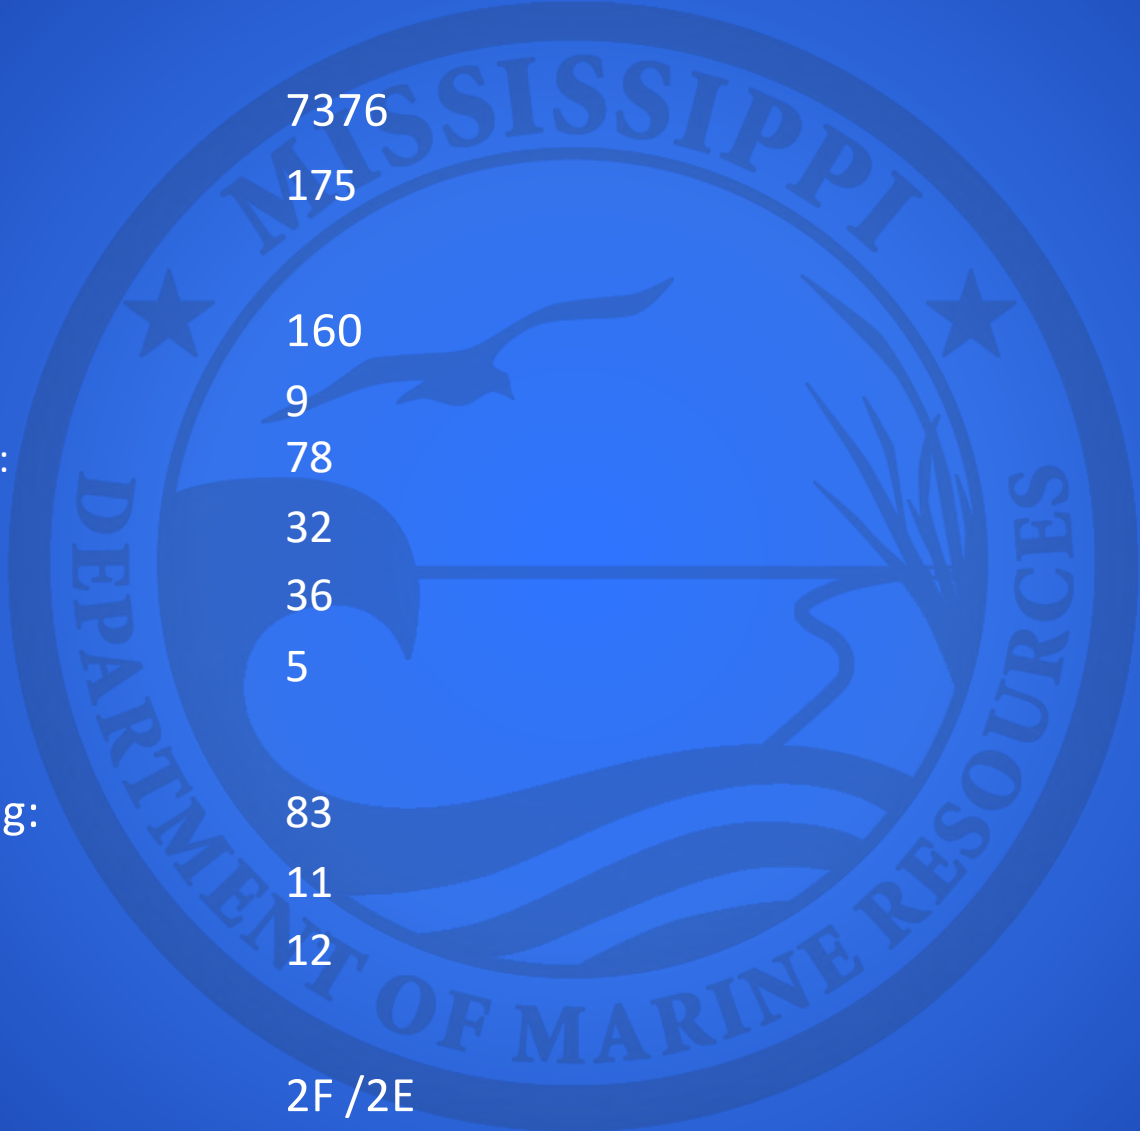 MISSISSIPPI
7376
175
160
9
: 78
32
36
5
g: 83
11
12
2F /2E
DEPARTMENT OF MARINE RESOURCES